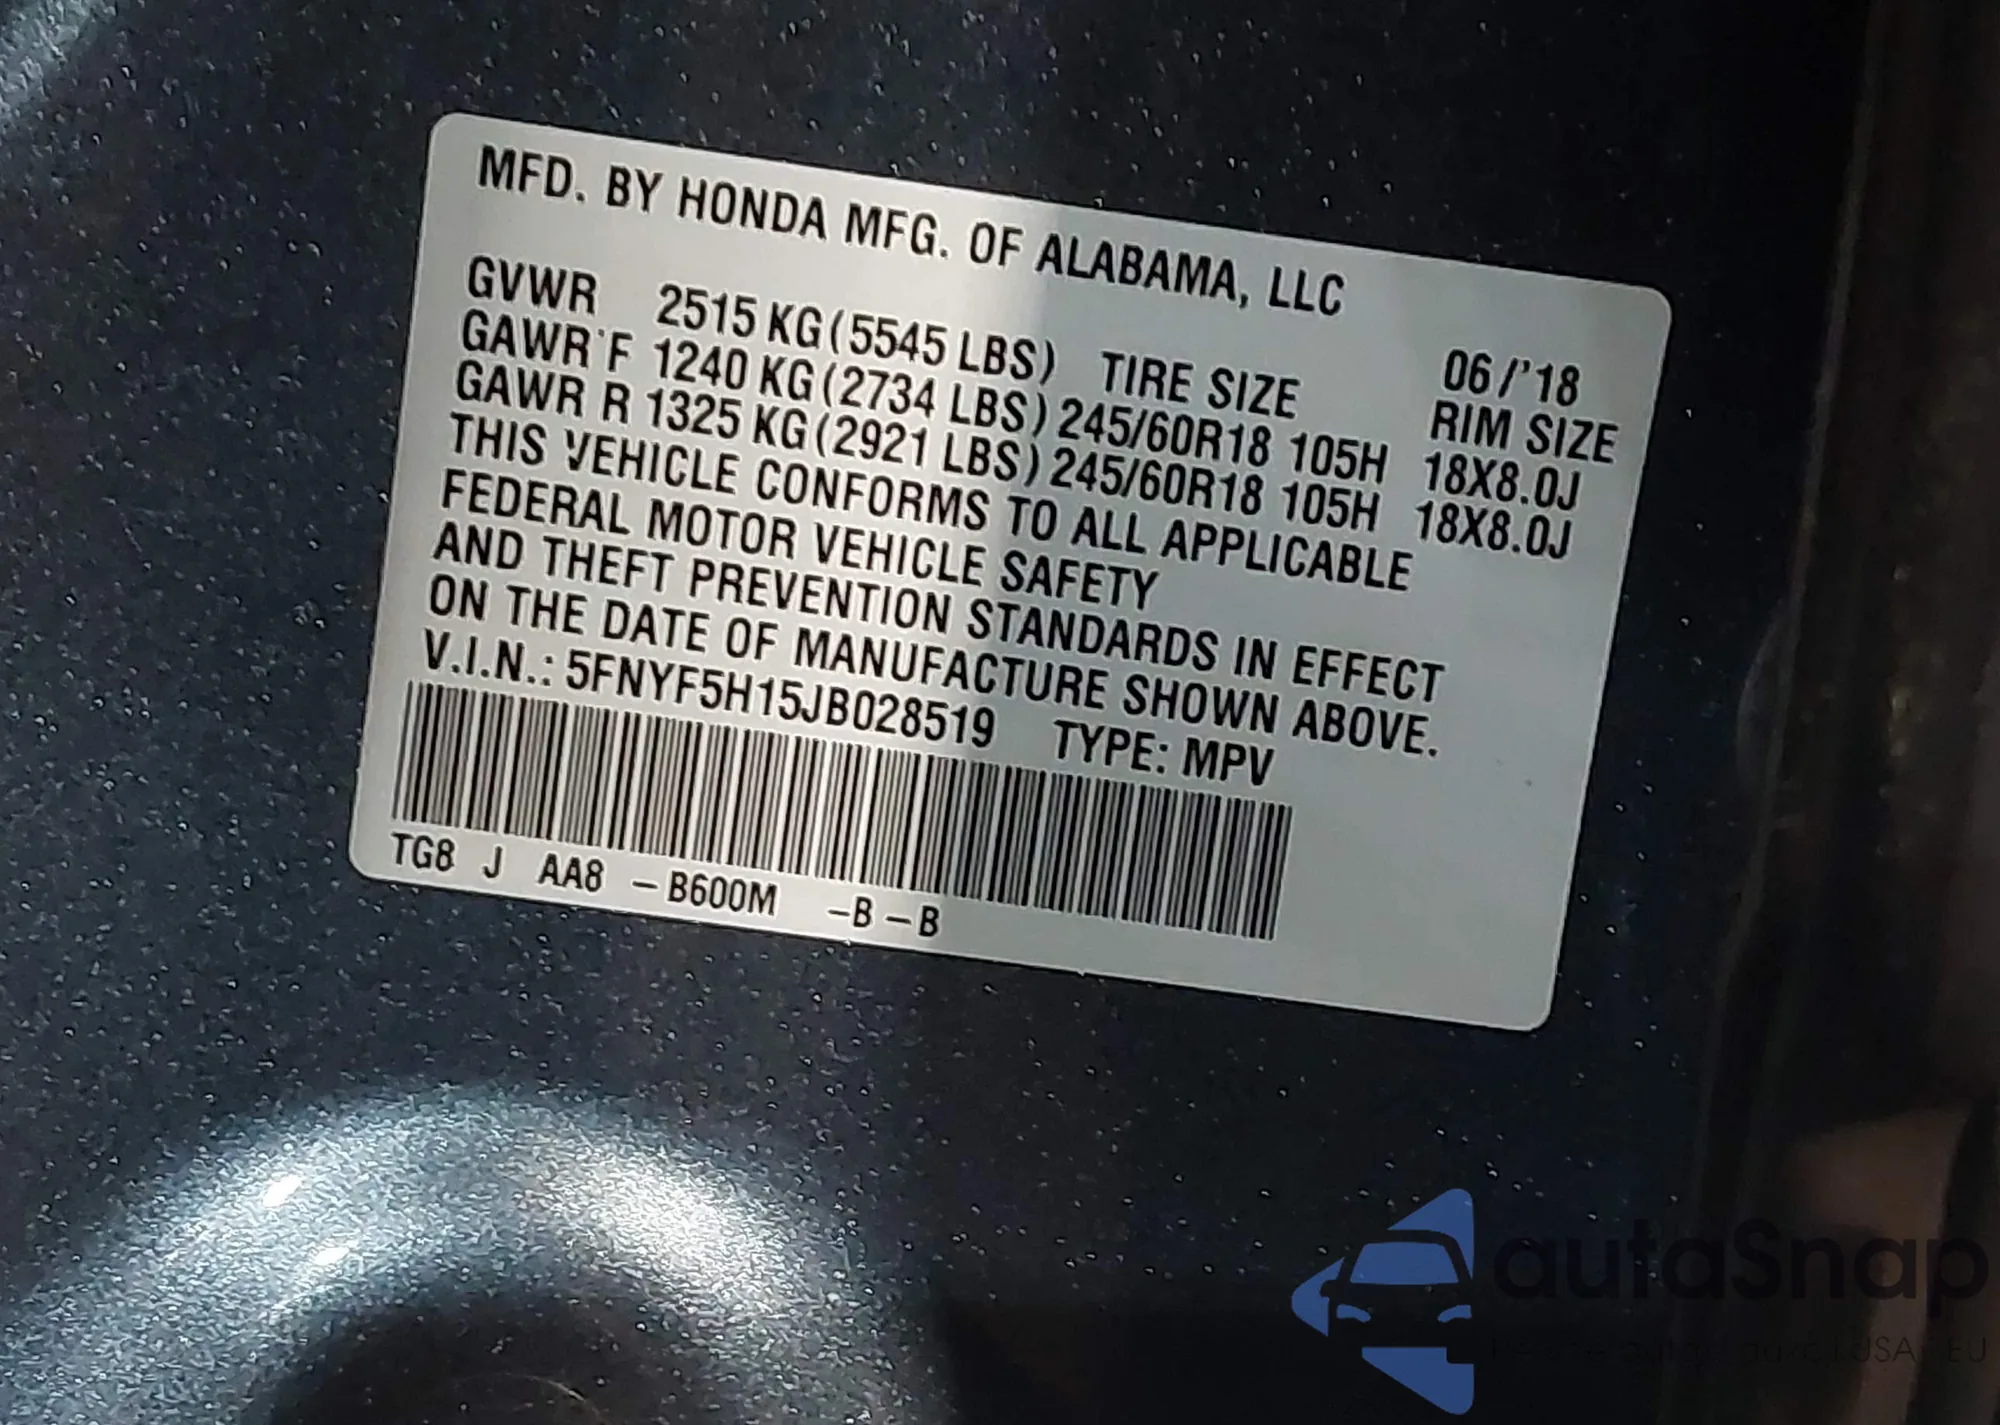 MFD. BY HONDA MFG. OF ALABAMA, LLC
06/'18
GVWR 2515 KG (5545 LBS) TIRE SIZE RIM SIZE
GAWR F 1240 KG (2734 LBS) 245/60R18 105H 18X8.0J
GAWR R 1325 KG (2921 LBS) 245/60R18 105H 18X8.0J
THIS VEHICLE CONFORMS TO ALL APPLICABLE
FEDERAL MOTOR VEHICLE SAFETY
AND THEFT PREVENTION STANDARDS IN EFFECT
ON THE DATE OF MANUFACTURE SHOWN ABOVE.
V.I.N.: 5FNYF5H15JB028519 TYPE: MPV
TG8 J AA8 -B600M -B -B
autaSnap
USA EU